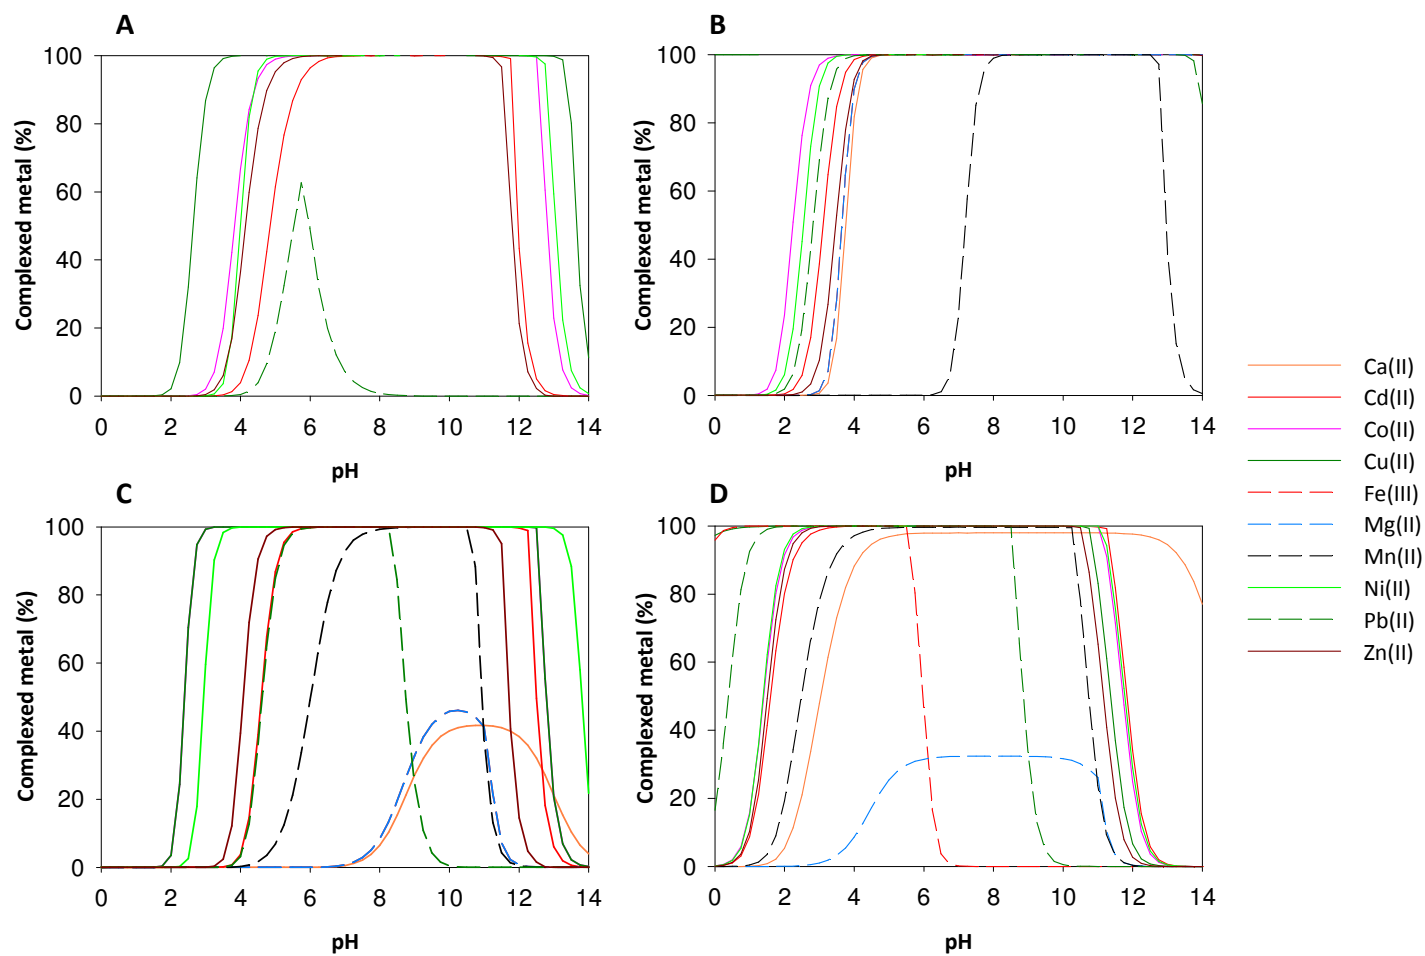 A
B
100
80
60
40
20
0
Complexed metal (%)
0 2 4 6 8 10 12 14
pH
100
80
60
40
20
0
Complexed metal (%)
0 2 4 6 8 10 12 14
pH
C
D
100
80
60
40
20
0
Complexed metal (%)
0 2 4 6 8 10 12 14
pH
100
80
60
40
20
0
Complexed metal (%)
0 2 4 6 8 10 12 14
pH
Ca(II)
Cd(II)
Co(II)
Cu(II)
Fe(III)
Mg(II)
Mn(II)
Ni(II)
Pb(II)
Zn(II)